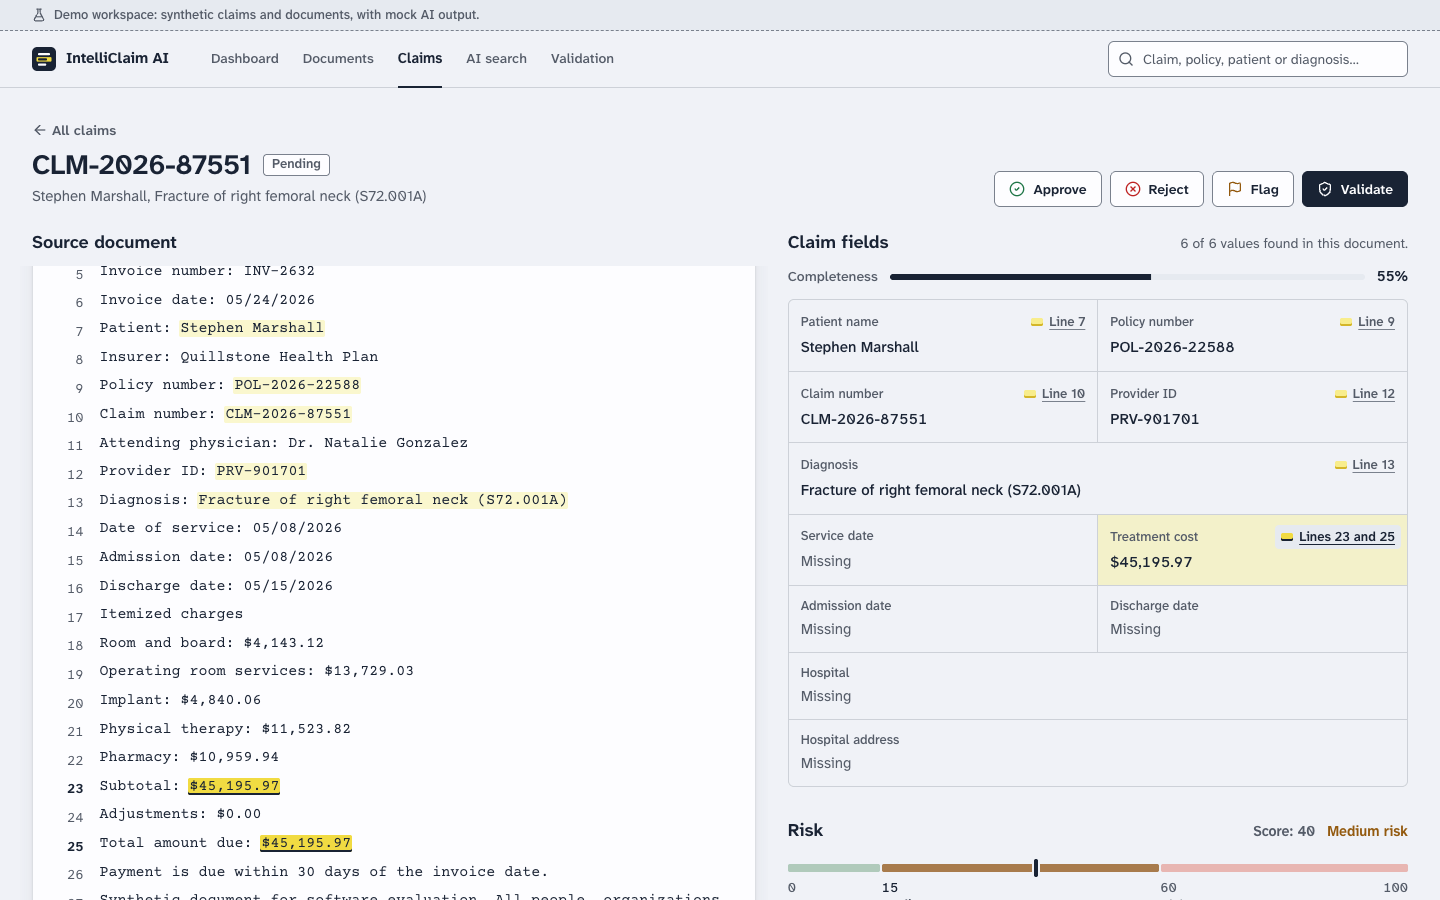 Demo workspace: synthetic claims and documents, with mock AI output.
IntelliClaim AI
Dashboard
Documents
Claims
AI search
Validation
Claim, policy, patient or diagnosis...
All claims
CLM-2026-87551
Pending
Stephen Marshall, Fracture of right femoral neck (S72.001A)
Approve
Reject
Flag
Validate
Source document
5 Invoice number: INV-2632
6 Invoice date: 05/24/2026
7 Patient: Stephen Marshall
8 Insurer: Quillstone Health Plan
9 Policy number: POL-2026-22588
10 Claim number: CLM-2026-87551
11 Attending physician: Dr. Natalie Gonzalez
12 Provider ID: PRV-901701
13 Diagnosis: Fracture of right femoral neck (S72.001A)
14 Date of service: 05/08/2026
15 Admission date: 05/08/2026
16 Discharge date: 05/15/2026
17 Itemized charges
18 Room and board: $4,143.12
19 Operating room services: $13,729.03
20 Implant: $4,840.06
21 Physical therapy: $11,523.82
22 Pharmacy: $10,959.94
23 Subtotal: $45,195.97
24 Adjustments: $0.00
25 Total amount due: $45,195.97
26 Payment is due within 30 days of the invoice date.
Synthetic document for software evaluation. All people, organizations
Claim fields
6 of 6 values found in this document.
Completeness
55%
Patient name
Line 7
Stephen Marshall
Policy number
Line 9
POL-2026-22588
Claim number
Line 10
CLM-2026-87551
Provider ID
Line 12
PRV-901701
Diagnosis
Line 13
Fracture of right femoral neck (S72.001A)
Service date
Missing
Treatment cost
Lines 23 and 25
$45,195.97
Admission date
Missing
Discharge date
Missing
Hospital
Missing
Hospital address
Missing
Risk
Score: 40
Medium risk
0
15
60
100